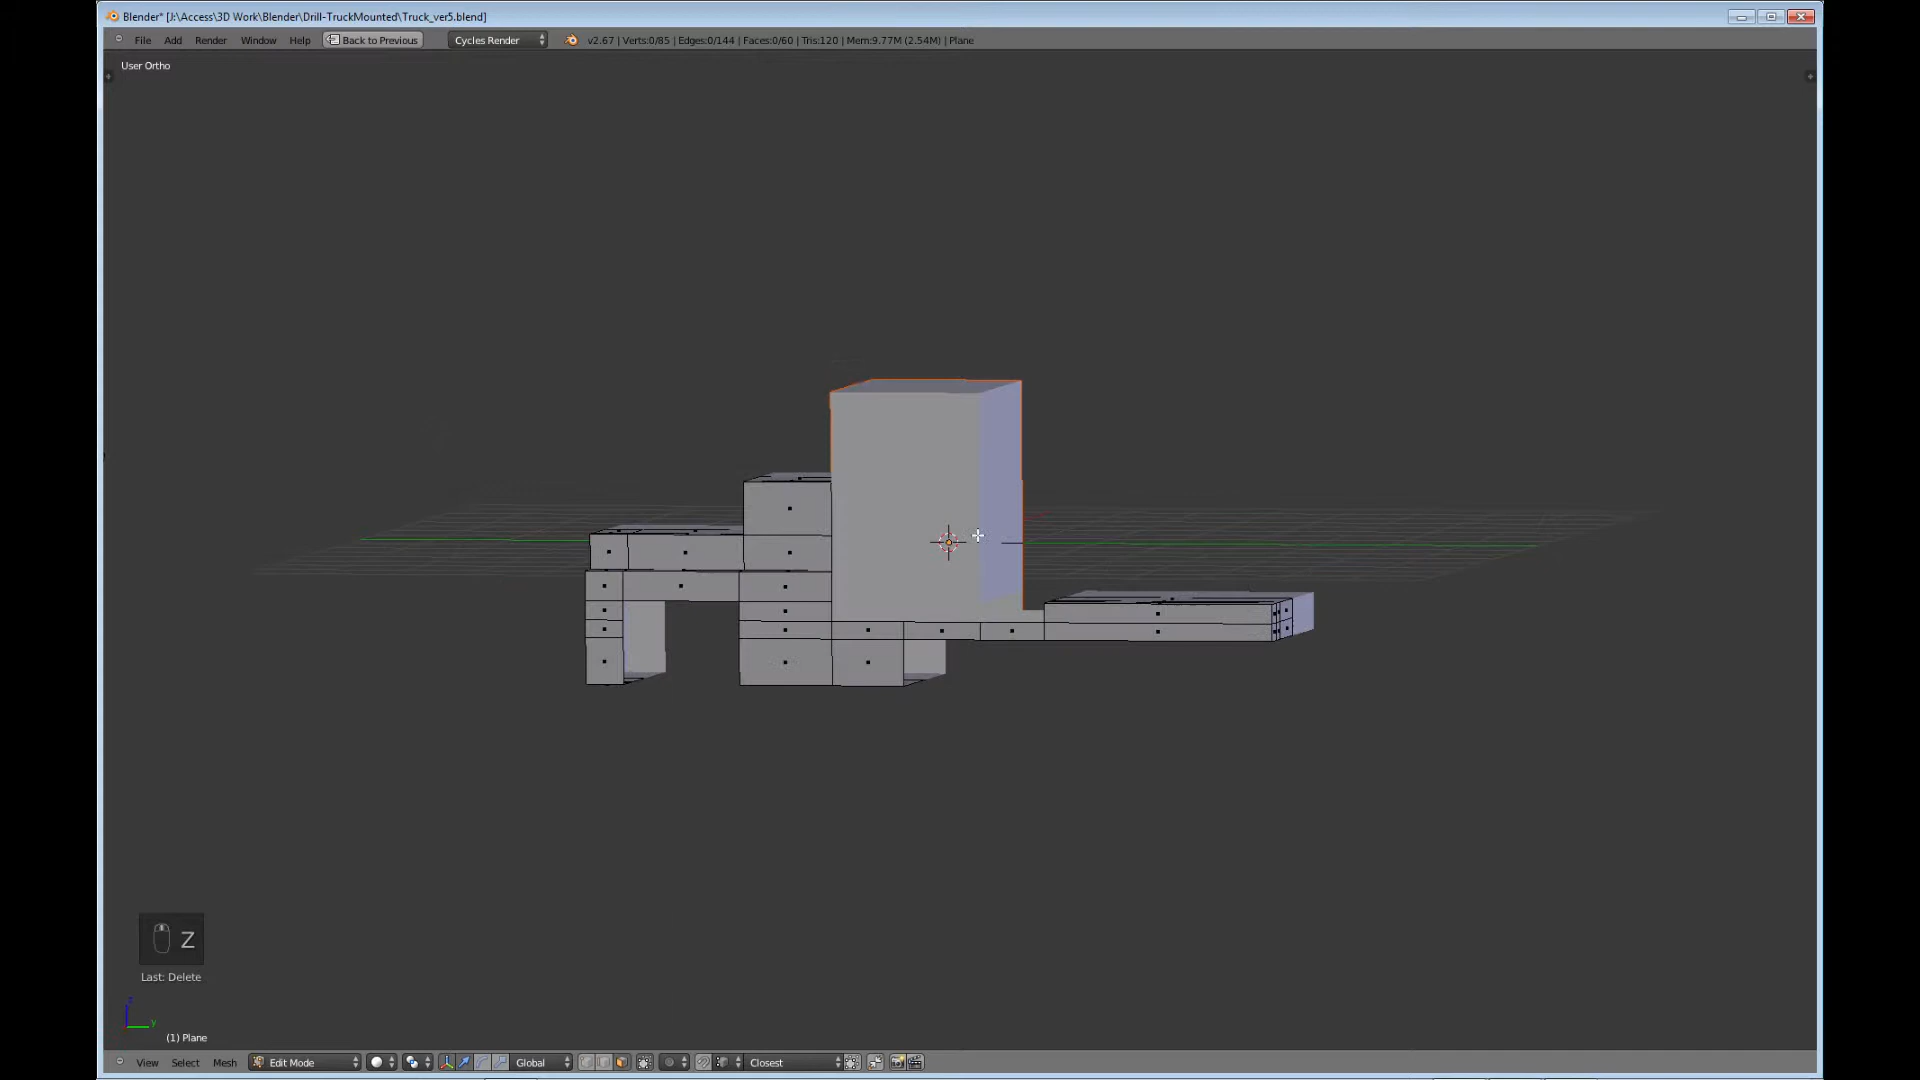 Blender* [J:\Access\3D Work\Blender\Drill-TruckMounted\Truck_ver5.blend]
File Add Render Window Help Back to Previous Cycles Render v2.67 | Verts:0/85 | Edges:0/144 | Faces:0/60 | Tris:120 | Mem:9.77M (2.54M) | Plane
User Ortho
Z
Last: Delete
z
y
(1) Plane
View Select Mesh Edit Mode Global Closest